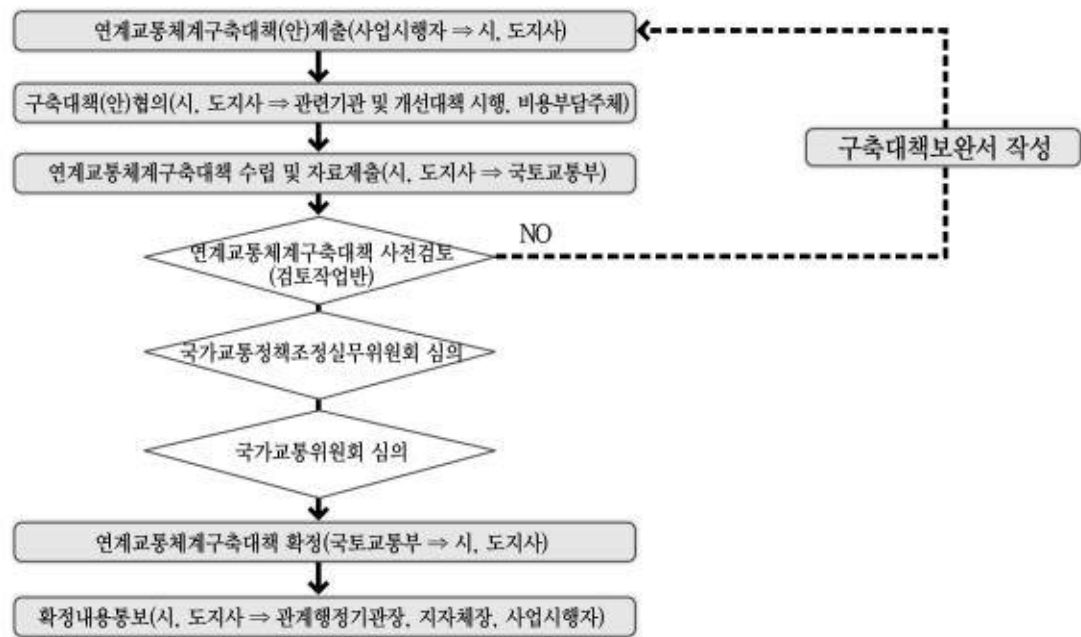 연계교통체계구축대책(안)제출(사업시행자 ⇒ 시, 도지사)
구축대책(안)협의(시, 도지사 ⇒ 관련기관 및 개선대책 시행, 비용부담주체)
구축대책보완서 작성
연계교통체계구축대책 수립 및 자료제출(시, 도지사 ⇒ 국토교통부)
NO
연계교통체계구축대책 사전검토
(검토작업반)
국가교통정책조정실무위원회 심의
국가교통위원회 심의
연계교통체계구축대책 확정(국토교통부 ⇒ 시, 도지사)
확정내용통보(시, 도지사 ⇒ 관계행정기관장, 지자체장, 사업시행자)